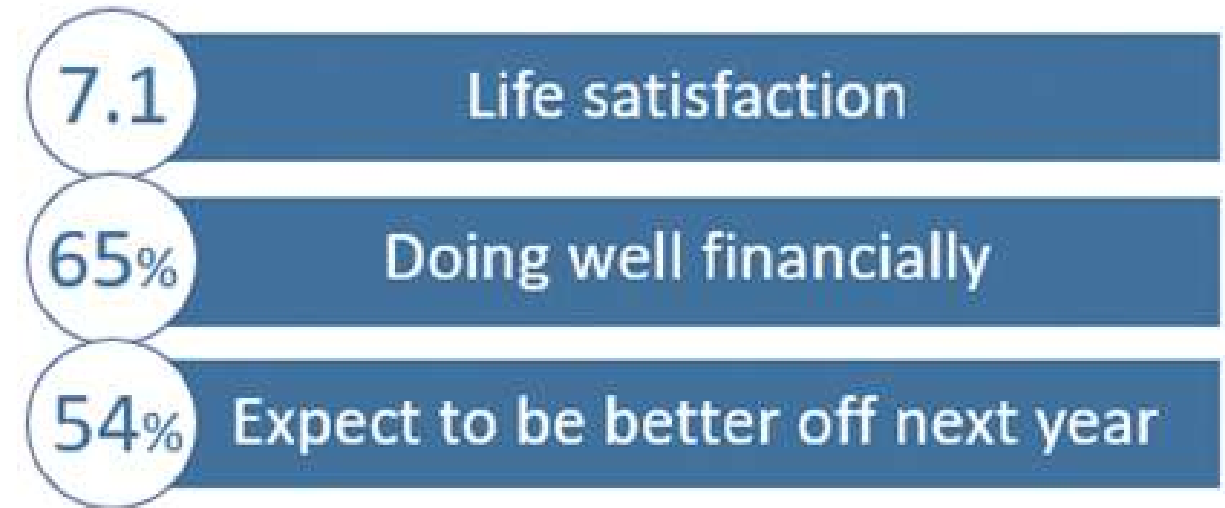 7.1 Life satisfaction
65% Doing well financially
54% Expect to be better off next year